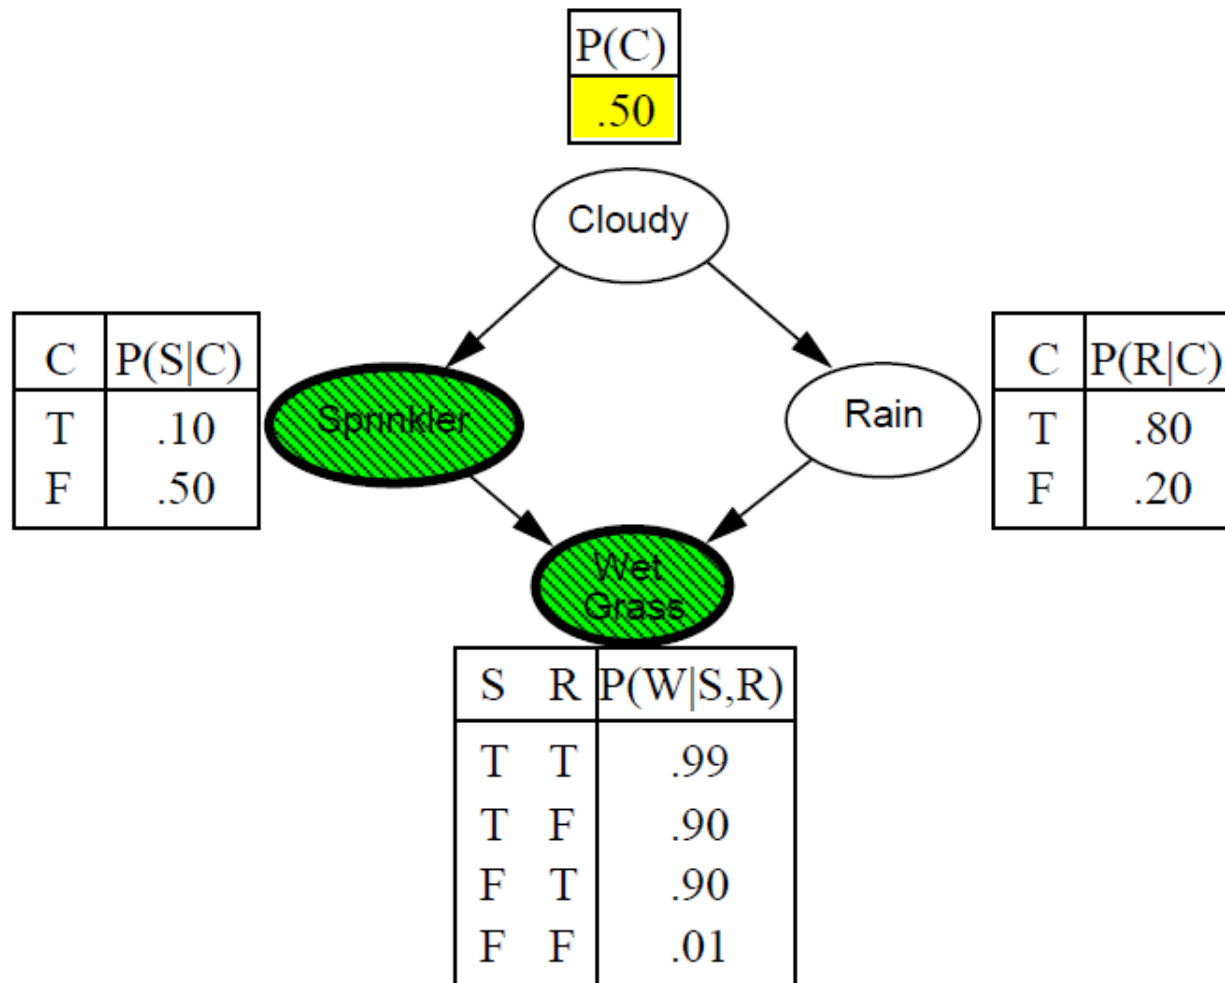 P(C)
.50
Cloudy
C P(S|C)
T .10
F .50
Sprinkler
Rain
C P(R|C)
T .80
F .20
Wet
Grass
S R P(W|S,R)
T T .99
T F .90
F T .90
F F .01